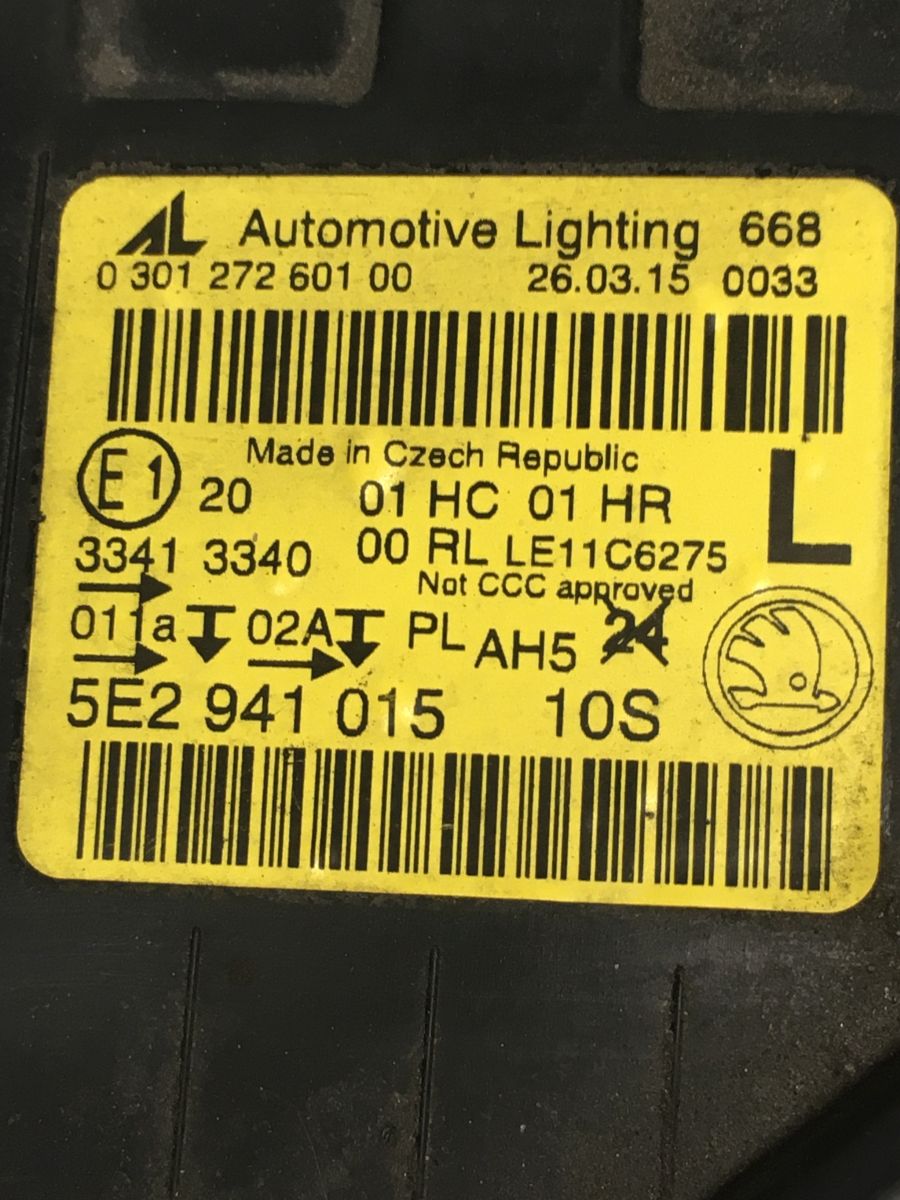 AL Automotive Lighting 668
0 301 272 601 00 26.03.15 0033
Made in Czech Republic
E1 20 01 HC 01 HR L
3341 3340 00 RL LE11C6275
Not CCC approved
011a 02A PL AH5 24
5E2 941 015 10S